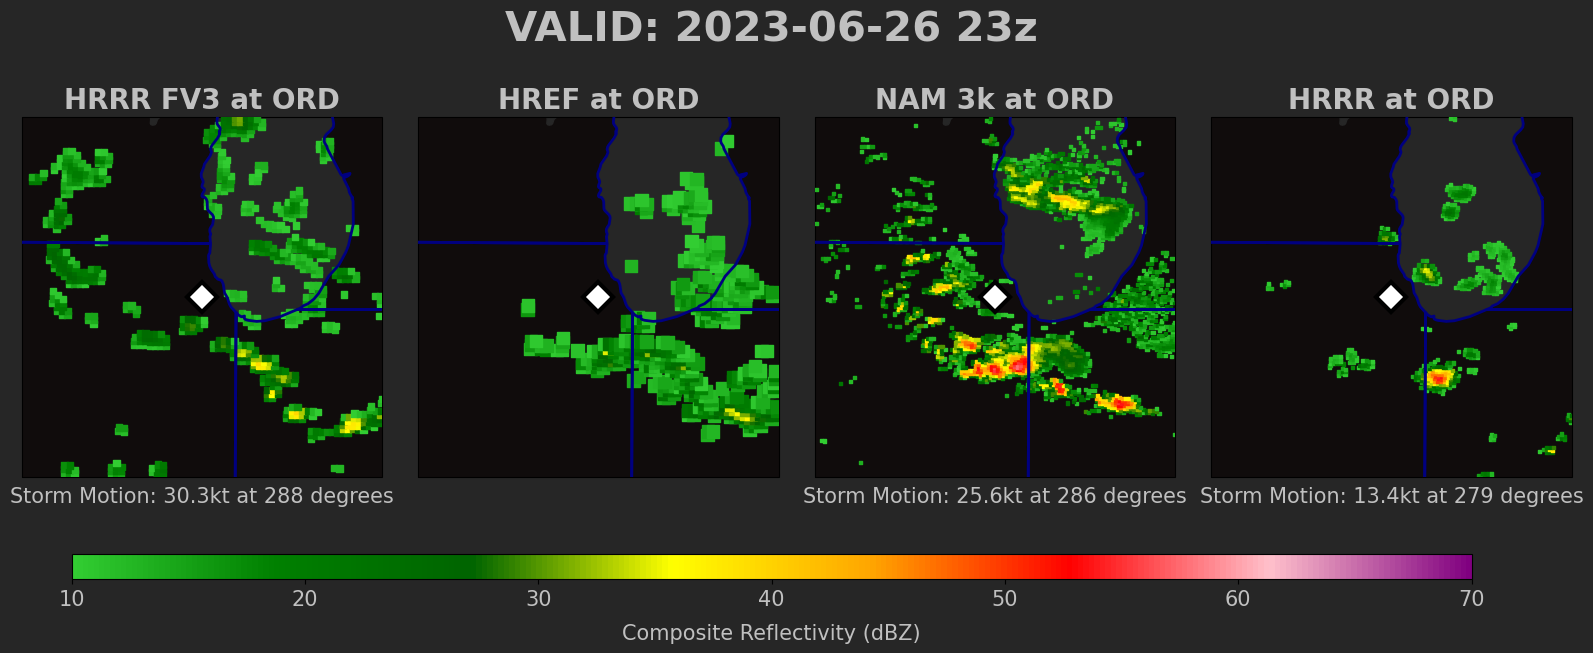 VALID: 2023-06-26 23z
HRRR FV3 at ORD
HREF at ORD
NAM 3k at ORD
HRRR at ORD
Storm Motion: 30.3kt at 288 degrees
Storm Motion: 25.6kt at 286 degrees
Storm Motion: 13.4kt at 279 degrees
10 20 30 40 50 60 70
Composite Reflectivity (dBZ)